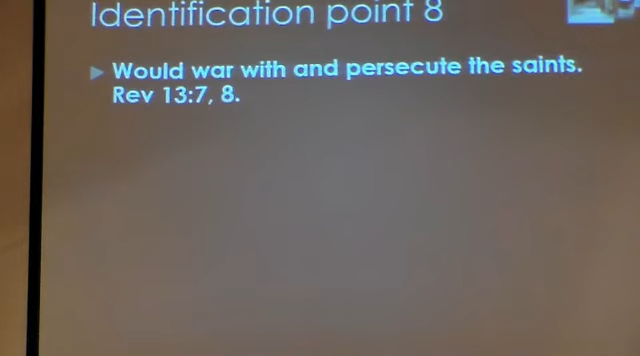 Identification point 8
Would war with and persecute the saints.
Rev 13:7, 8.